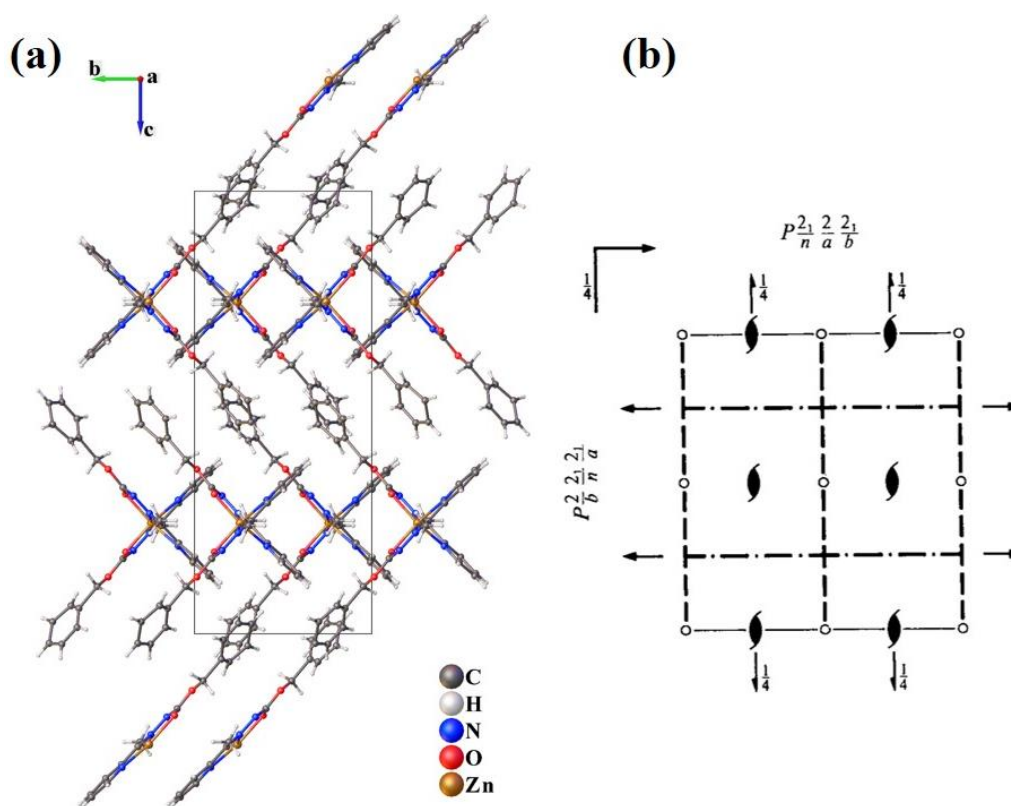 (a)
b
a
c
C
H
N
O
Zn
(b)
P 2₁/n 2/a 2₁/b
1/4
1/4
1/4
P 2/b 2₁/n 2₁/a
1/4
1/4